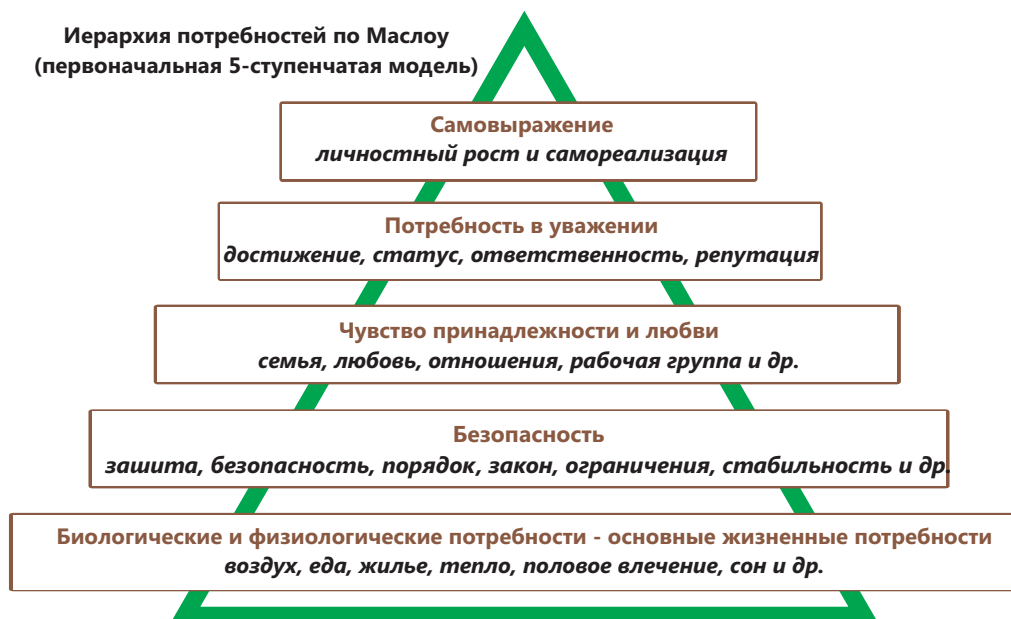 Иерархия потребностей по Маслоу
(первоначальная 5-ступенчатая модель)
Самовыражение
личностный рост и самореализация
Потребность в уважении
достижение, статус, ответственность, репутация
Чувство принадлежности и любви
семья, любовь, отношения, рабочая группа и др.
Безопасность
зашита, безопасность, порядок, закон, ограничения, стабильность и др.
Биологические и физиологические потребности - основные жизненные потребности
воздух, еда, жилье, тепло, половое влечение, сон и др.